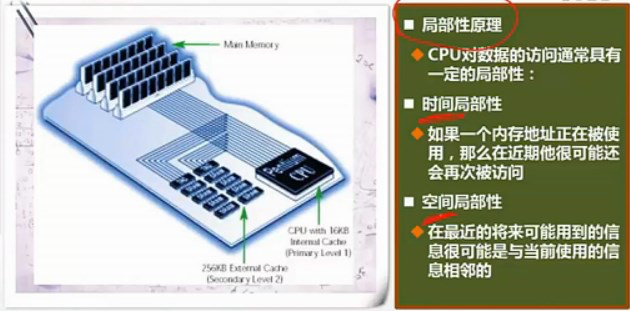 Main Memory
Pentium
CPU
CPU with 16KB
Internal Cache
(Primary Level 1)
256KB External Cache
(Secondary Level 2)
局部性原理
CPU对数据的访问通常具有
一定的局部性：
时间局部性
如果一个内存地址正在被使
用，那么在近期他很可能还
会再次被访问
空间局部性
在最近的将来可能用到的信
息很可能是与当前使用的信
息相邻的